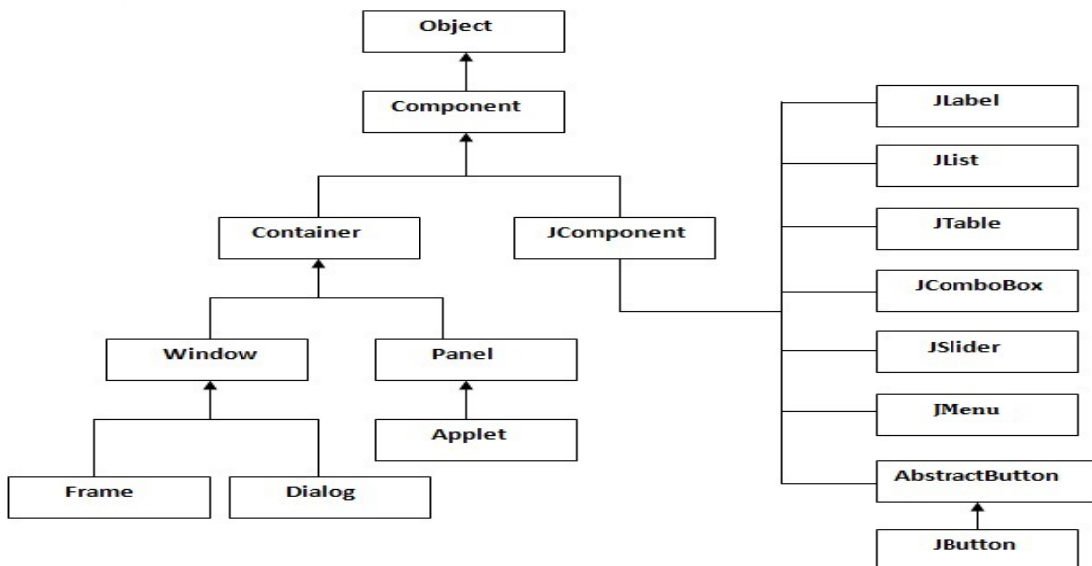 Object
Component
JLabel
JList
Container
JComponent
JTable
JComboBox
Window
Panel
JSlider
JMenu
Applet
Frame
Dialog
AbstractButton
JButton